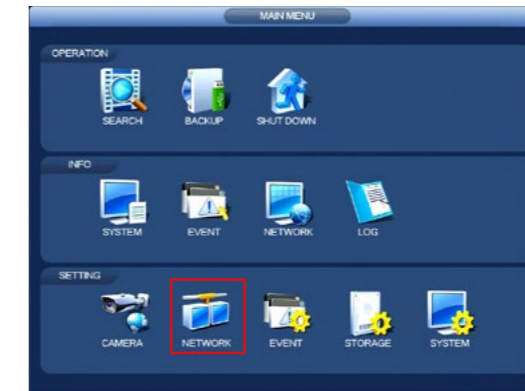 MAIN MENU
OPERATION
SEARCH BACKUP SHUT DOWN
INFO
SYSTEM EVENT NETWORK LOG
SETTING
CAMERA NETWORK EVENT STORAGE SYSTEM